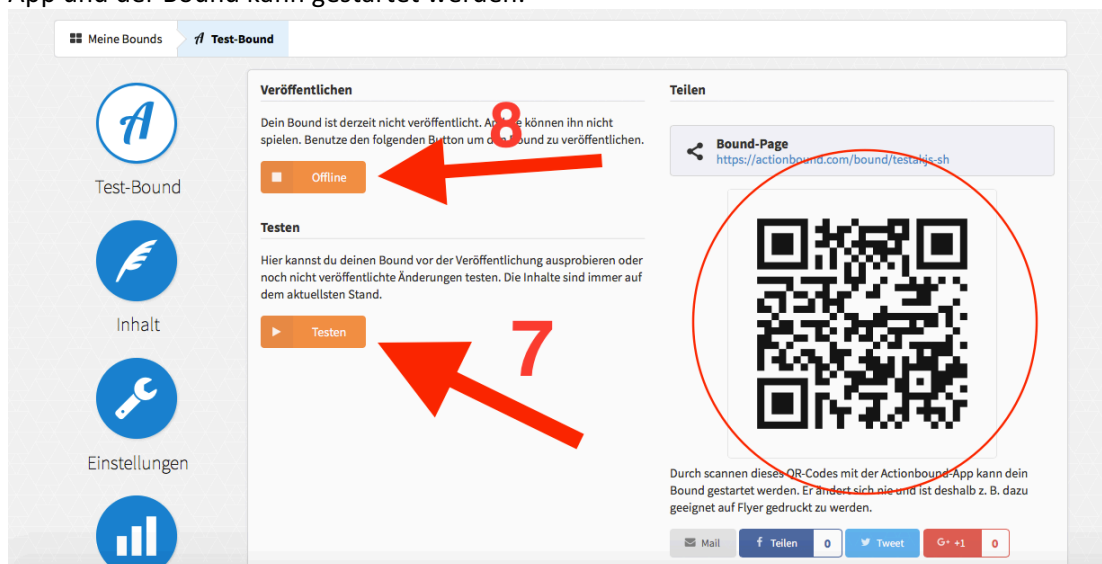 App und der Bound kann gestartet werden.
Meine Bounds
Test-Bound
Test-Bound
Inhalt
Einstellungen
Veröffentlichen
Dein Bound ist derzeit nicht veröffentlicht. können ihn nicht
spielen. Benutze den folgenden Button um den Bound zu veröffentlichen.
8
Offline
Testen
Hier kannst du deinen Bound vor der Veröffentlichung ausprobieren oder
noch nicht veröffentlichte Änderungen testen. Die Inhalte sind immer auf
dem aktuellsten Stand.
Testen
7
Teilen
Bound-Page
https://actionbound.com/bound/testakjs-sh
Durch scannen dieses QR-Codes mit der Actionbound-App kann dein
Bound gestartet werden. Er ändert sich nie und ist deshalb z. B. dazu
geeignet auf Flyer gedruckt zu werden.
Mail
f Teilen 0
Tweet
G+ +1 0